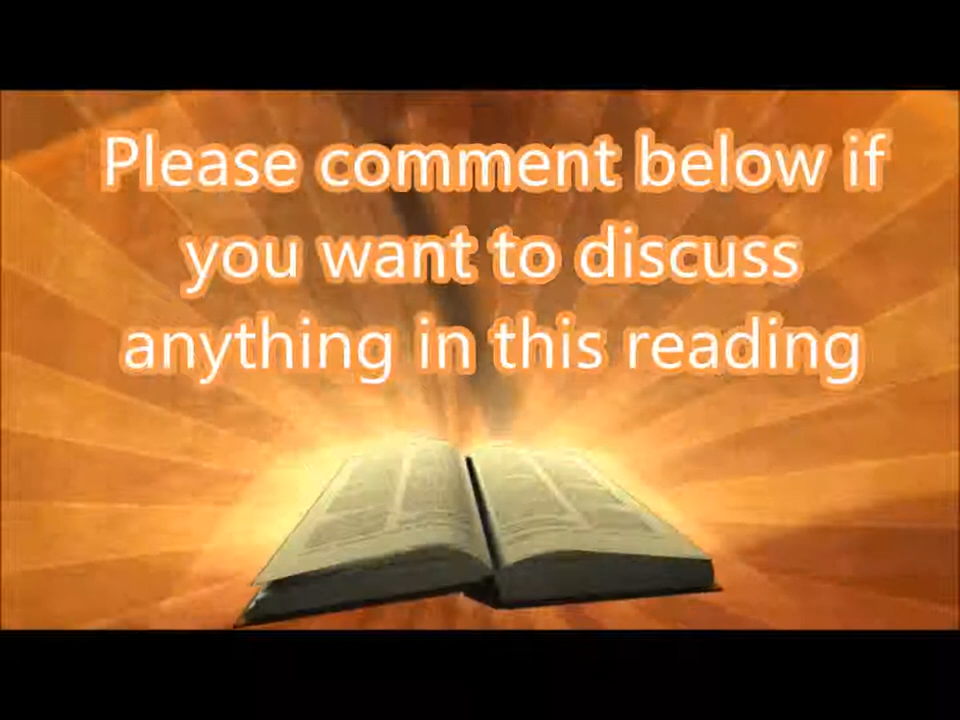 Please comment below if
you want to discuss
anything in this reading